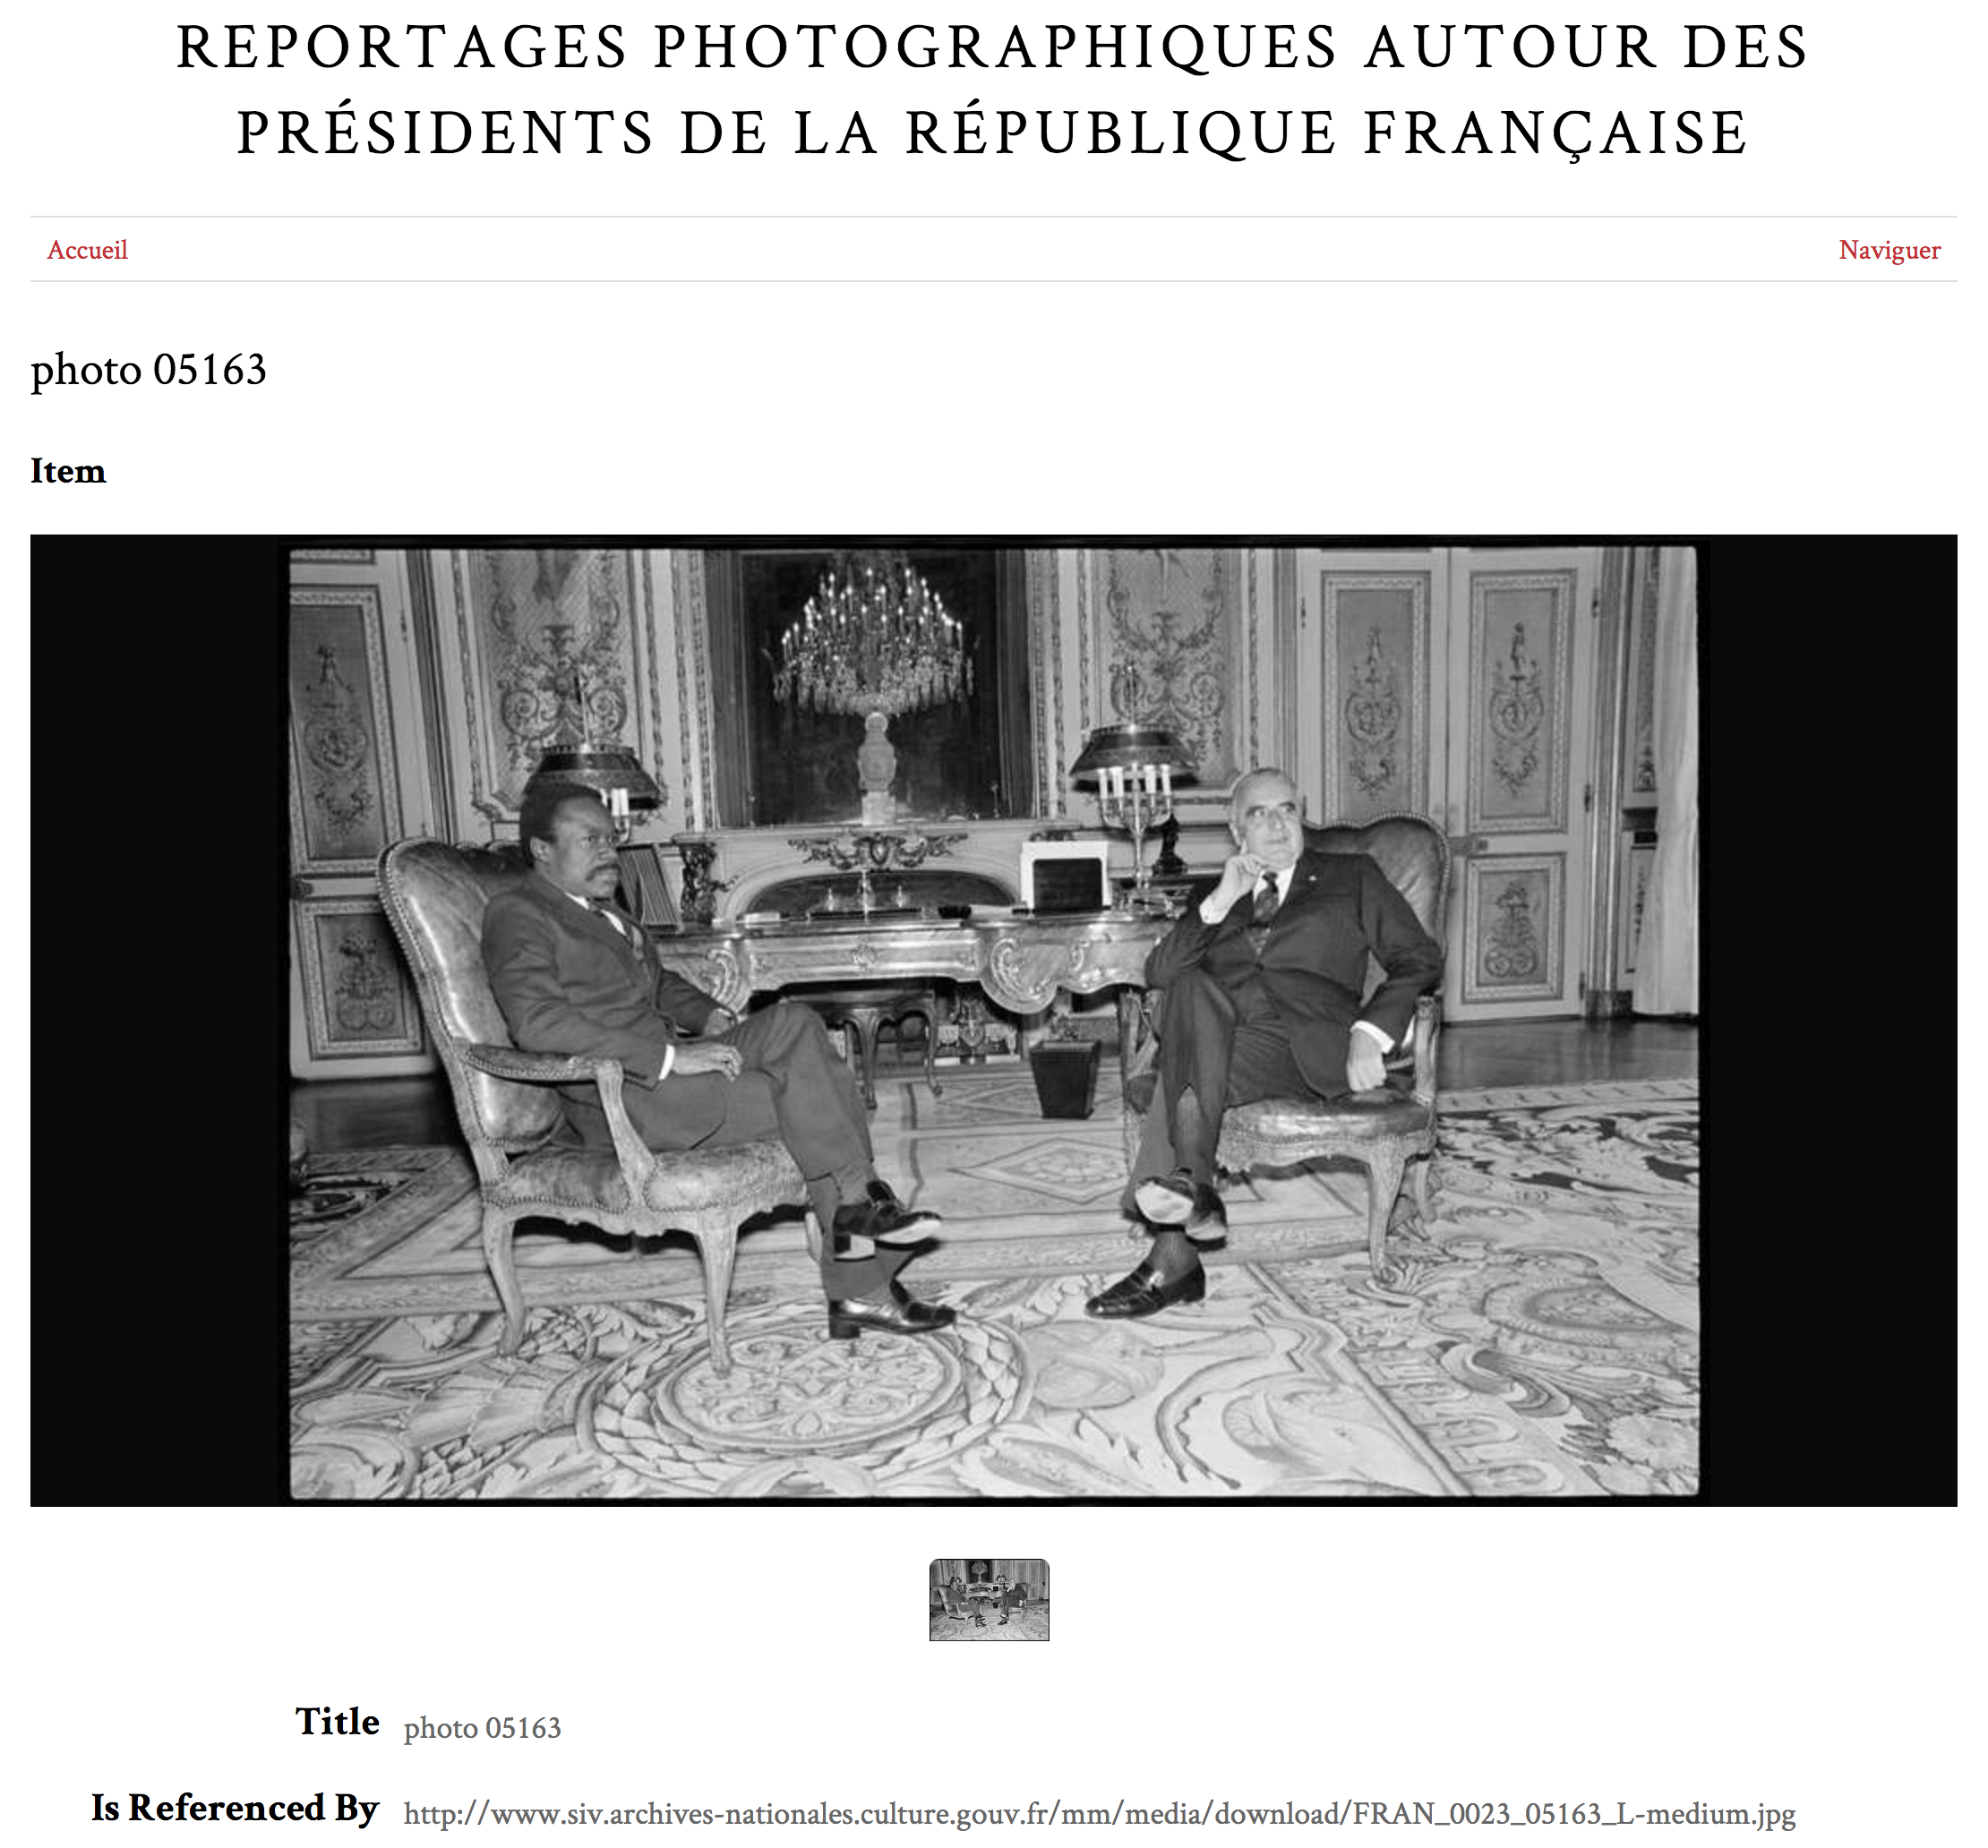 REPORTAGES PHOTOGRAPHIQUES AUTOUR DES
PRÉSIDENTS DE LA RÉPUBLIQUE FRANÇAISE
Accueil
Naviguer
photo 05163
Item
Title
photo 05163
Is Referenced By
http://www.siv.archives-nationales.culture.gouv.fr/mm/media/download/FRAN_0023_05163_L-medium.jpg